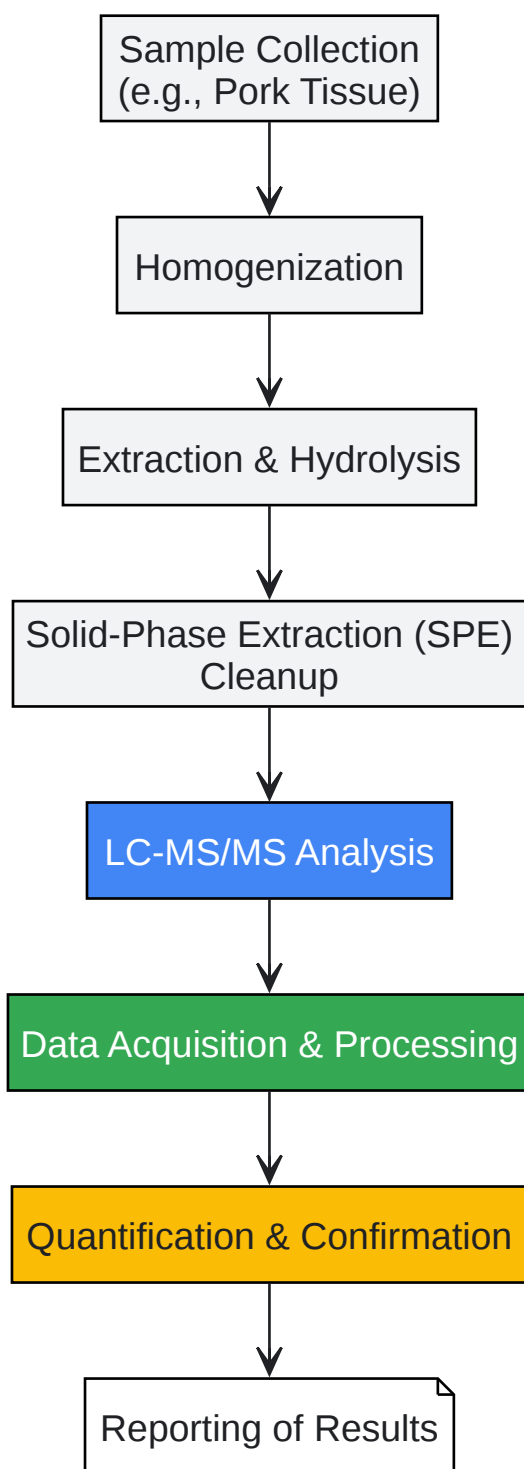 Sample Collection
(e.g., Pork Tissue)
Homogenization
Extraction & Hydrolysis
Solid-Phase Extraction (SPE)
Cleanup
LC-MS/MS Analysis
Data Acquisition & Processing
Quantification & Confirmation
Reporting of Results